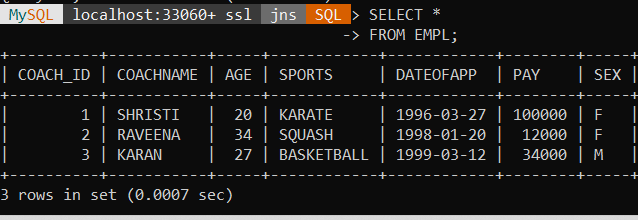 MySQL localhost:33060+ ssl jns SQL > SELECT *
-> FROM EMPL;
+----------+-----------+-----+------------+------------+--------+-----+
| COACH_ID | COACHNAME | AGE | SPORTS     | DATEOFAPP  | PAY    | SEX |
+----------+-----------+-----+------------+------------+--------+-----+
|        1 | SHRISTI   |  20 | KARATE     | 1996-03-27 | 100000 | F   |
|        2 | RAVEENA   |  34 | SQUASH     | 1998-01-20 |  12000 | F   |
|        3 | KARAN     |  27 | BASKETBALL | 1999-03-12 |  34000 | M   |
+----------+-----------+-----+------------+------------+--------+-----+
3 rows in set (0.0007 sec)